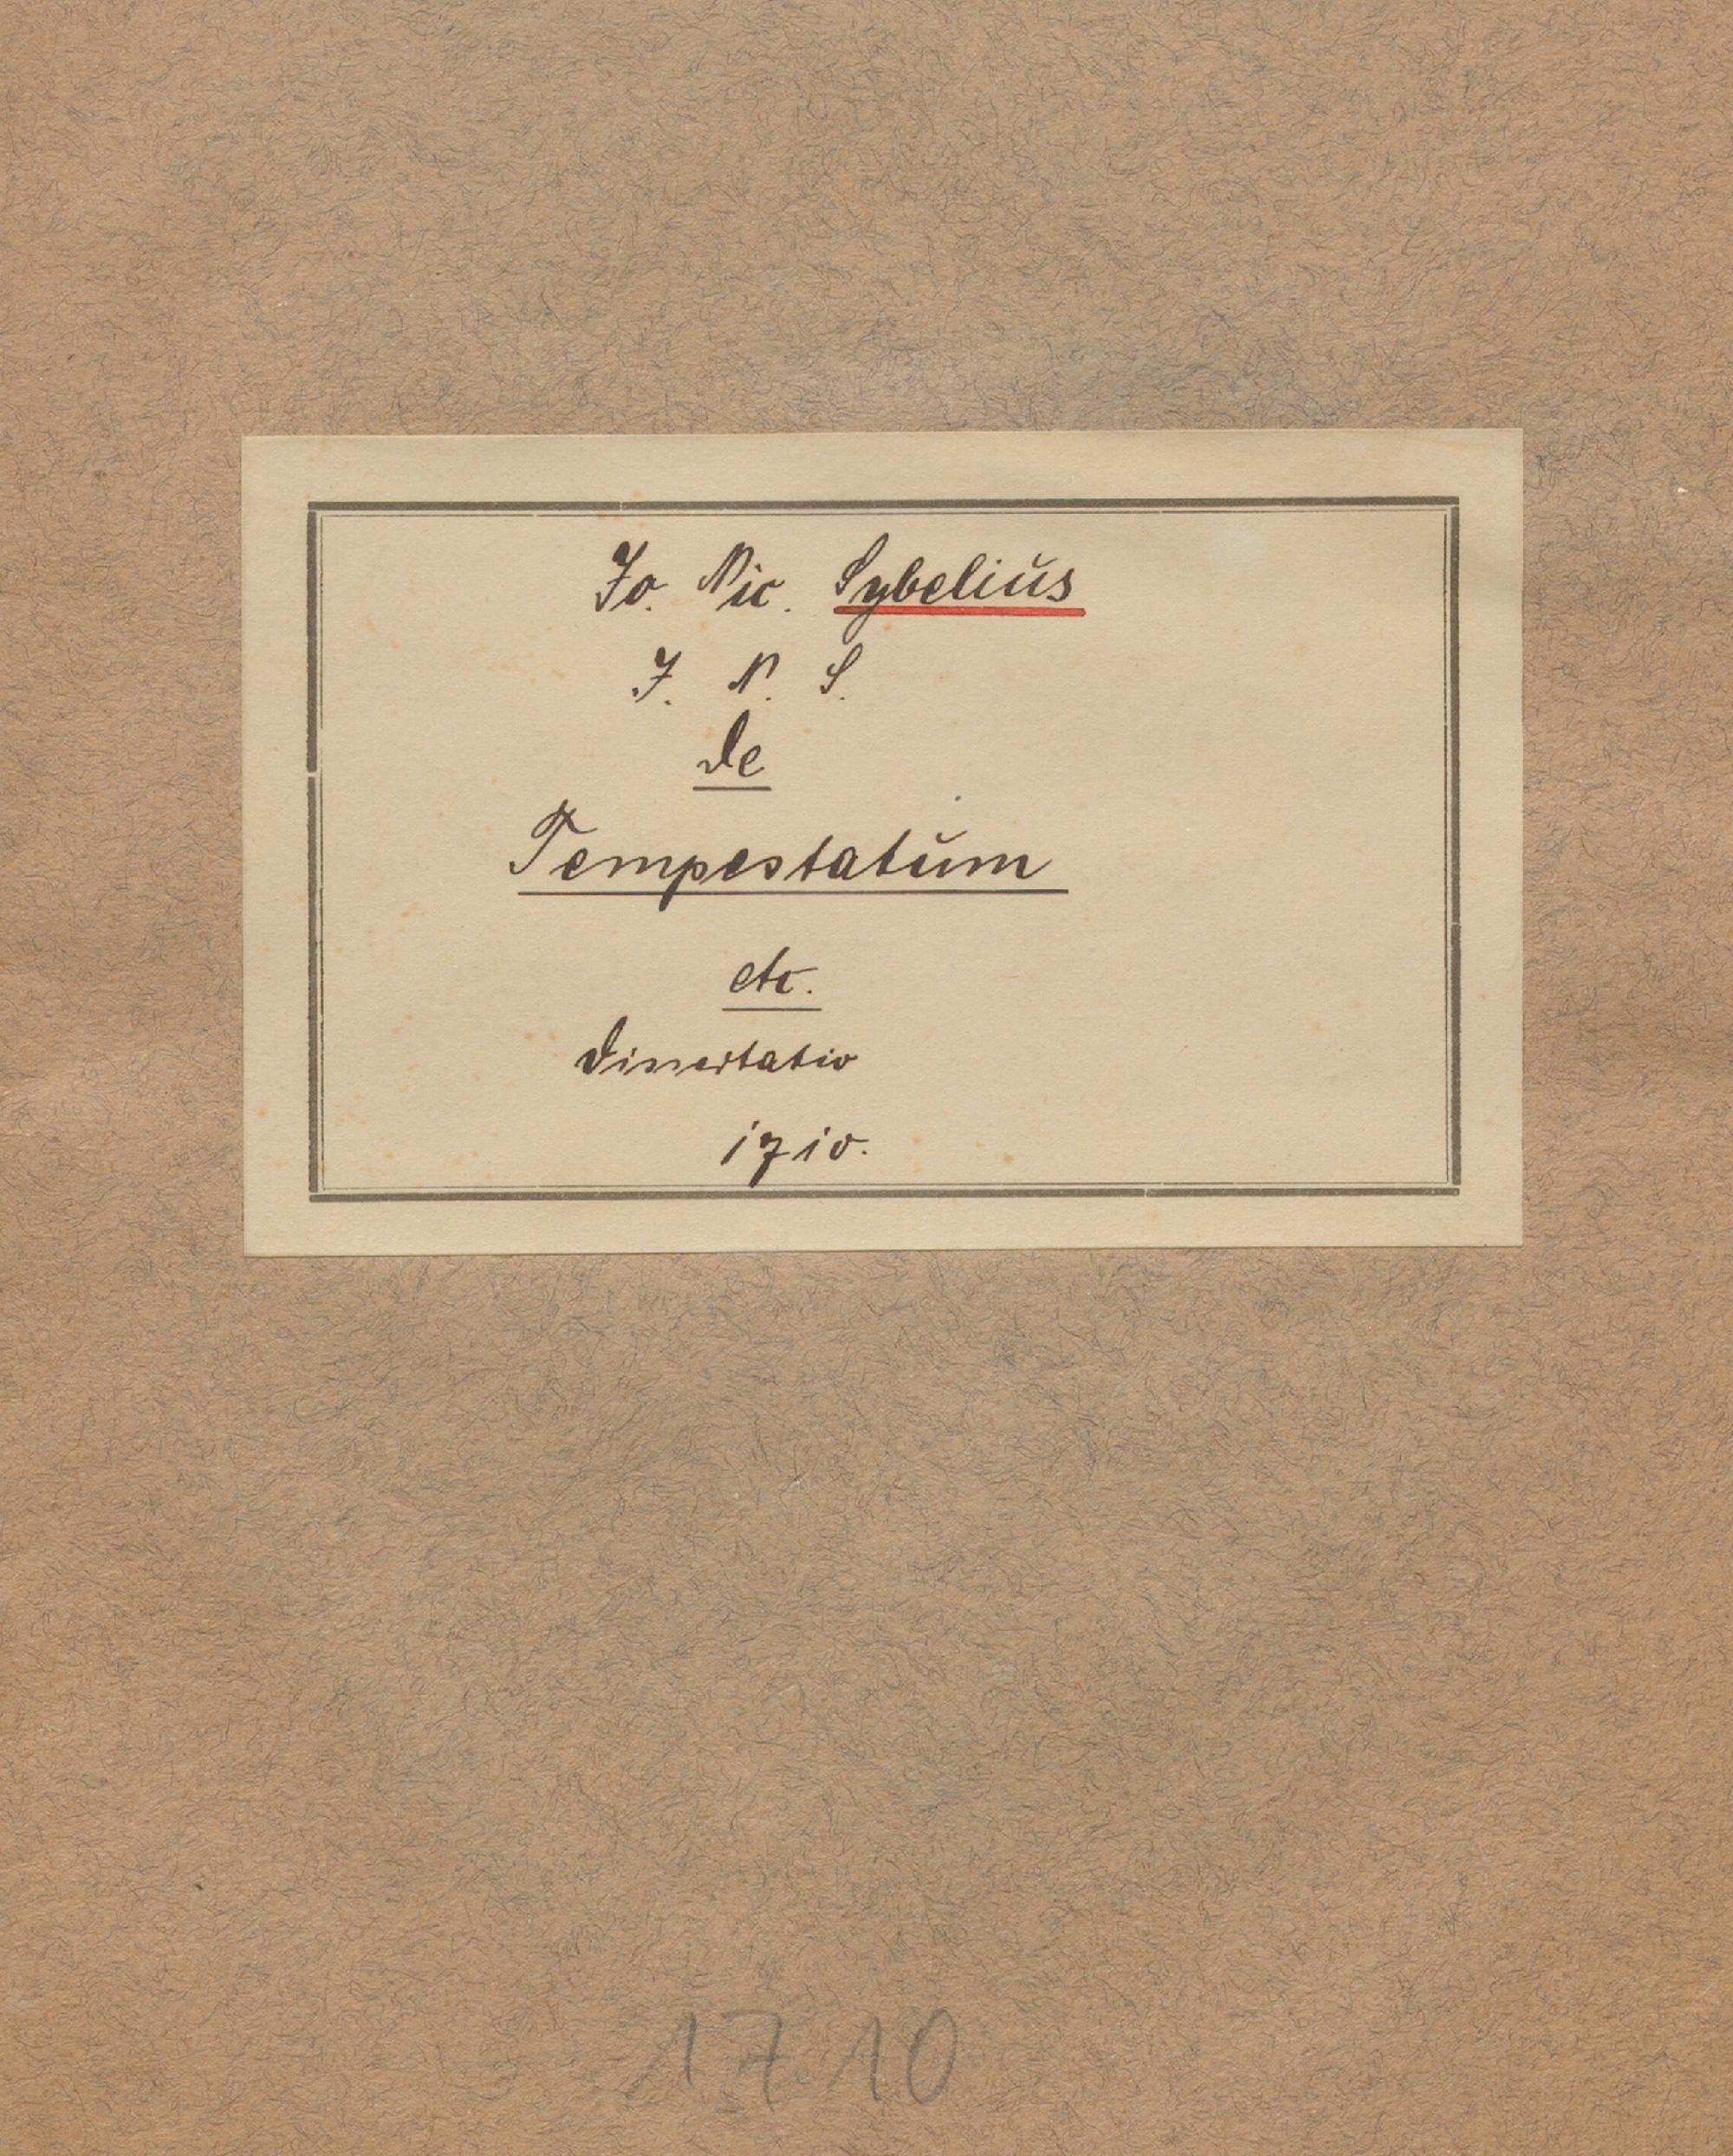 Jo. Nic. Sybelius
J. N. S.
de
Tempestatum
etc.
Dissertatio
1710.
1710